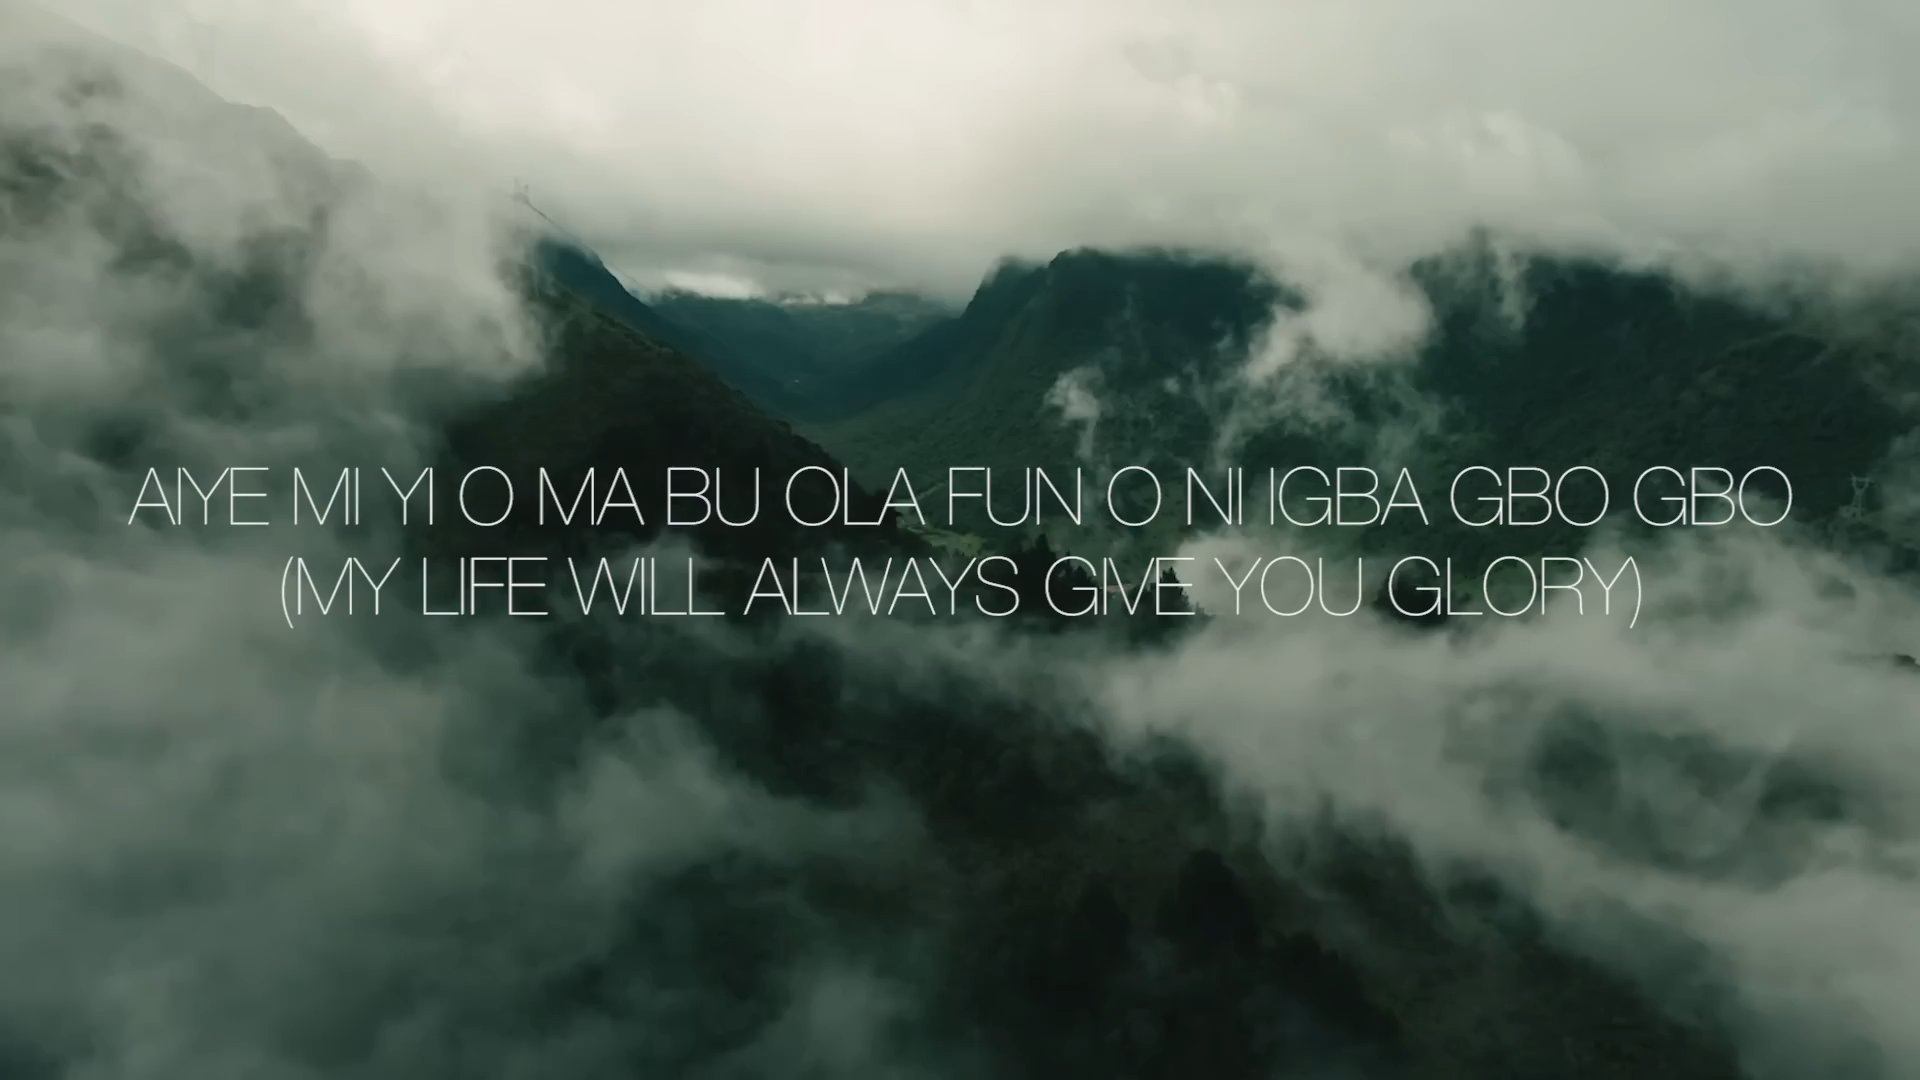 AIYE MI YI O MA BU OLA FUN O NI IGBA GBO GBO
(MY LIFE WILL ALWAYS GIVE YOU GLORY)